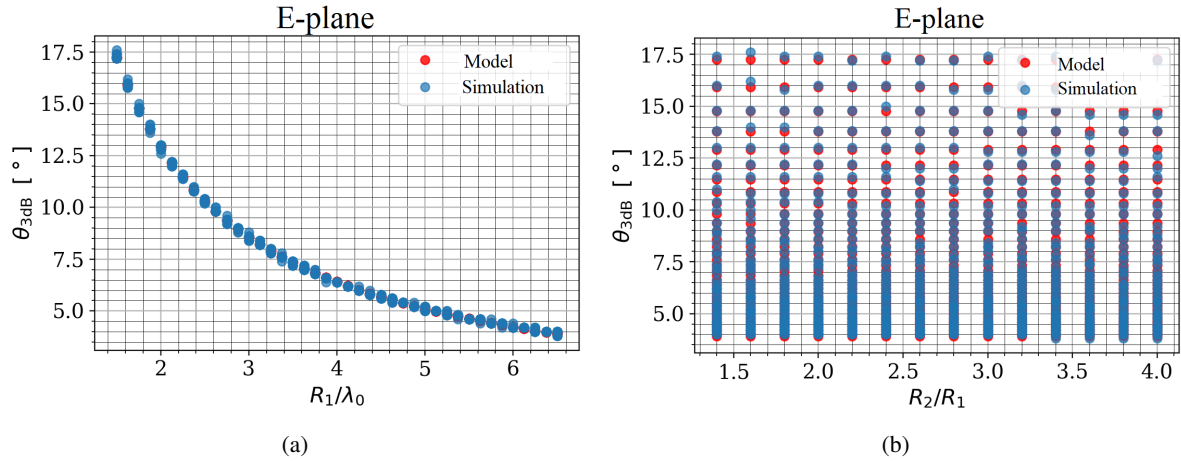 E-plane
17.5
15.0
12.5
10.0
7.5
5.0
θ3dB [ ° ]
2 3 4 5 6
R1/λ0
Model
Simulation
(a)
E-plane
17.5
15.0
12.5
10.0
7.5
5.0
θ3dB [ ° ]
1.5 2.0 2.5 3.0 3.5 4.0
R2/R1
Model
Simulation
(b)